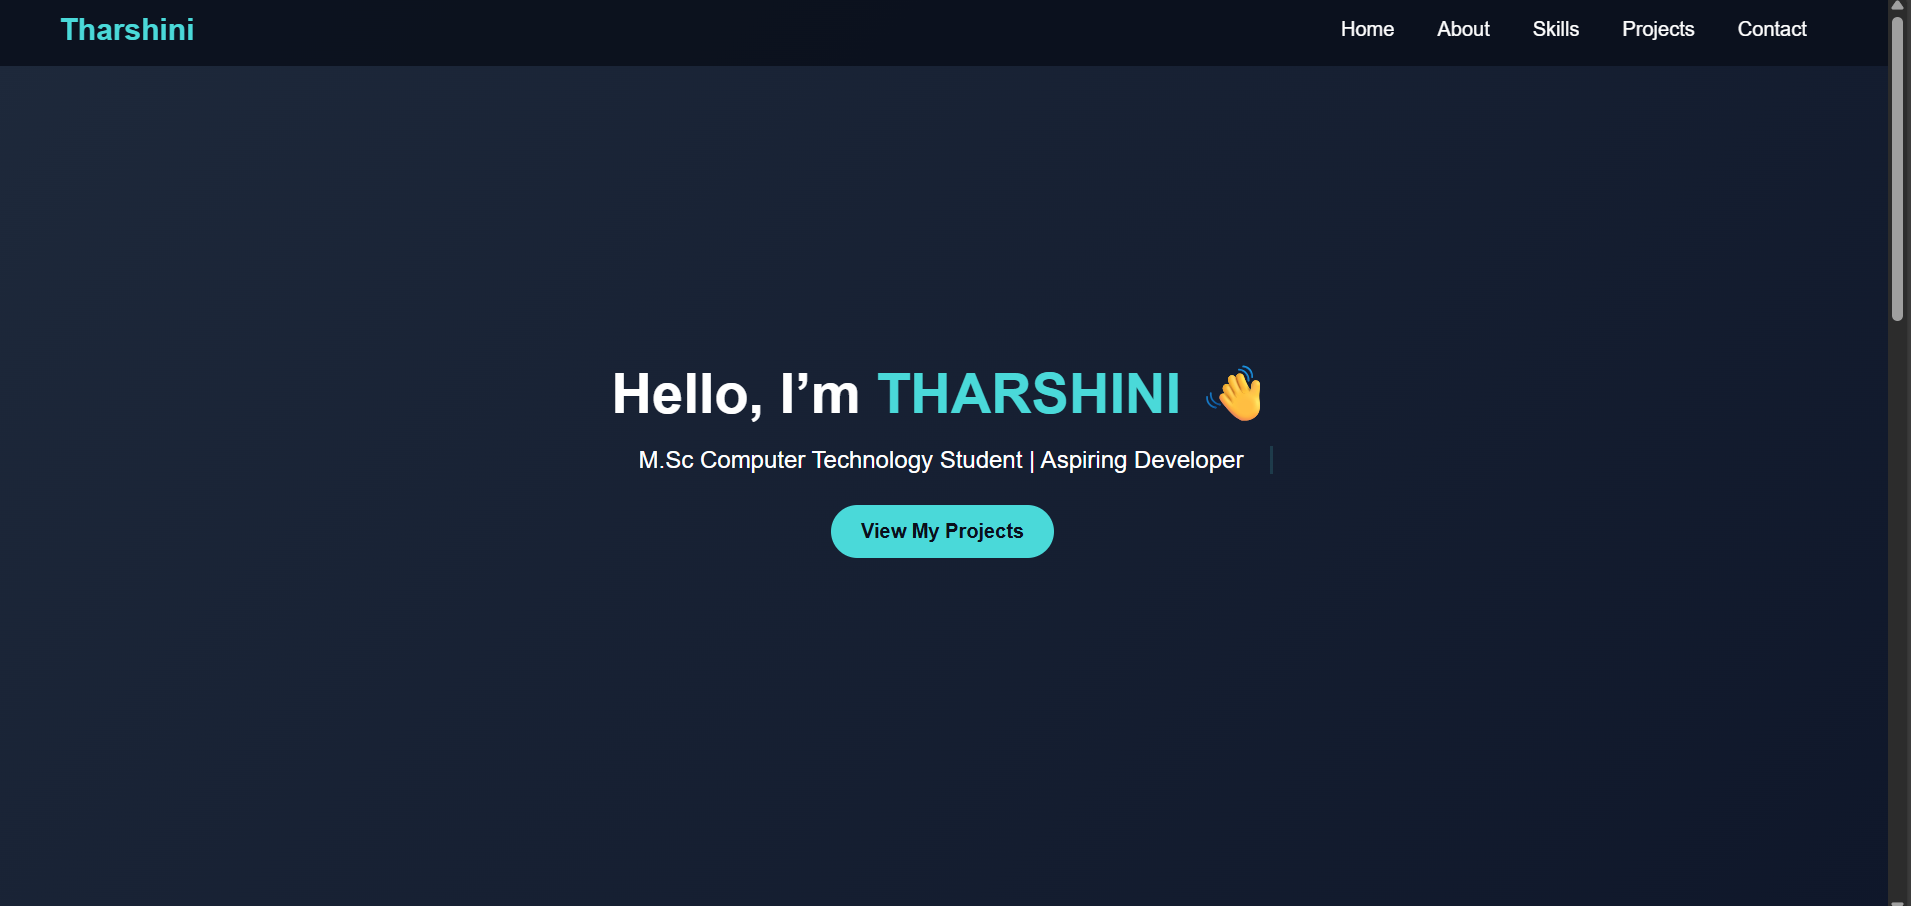 Tharshini
Home About Skills Projects Contact
Hello, I’m THARSHINI 👋
M.Sc Computer Technology Student | Aspiring Developer
View My Projects